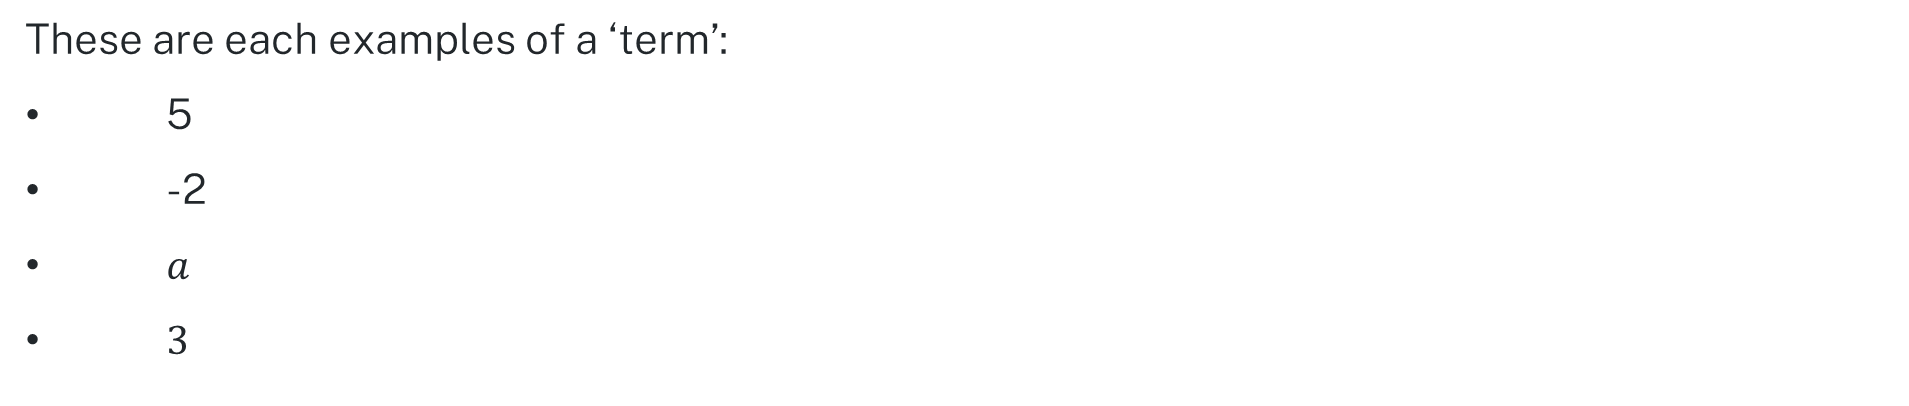 These are each examples of a ‘term’:
• 5
• -2
• a
• 3